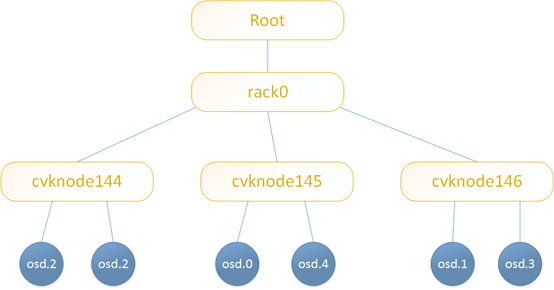 Root
rack0
cvknode144
cvknode145
cvknode146
osd.2
osd.2
osd.0
osd.4
osd.1
osd.3